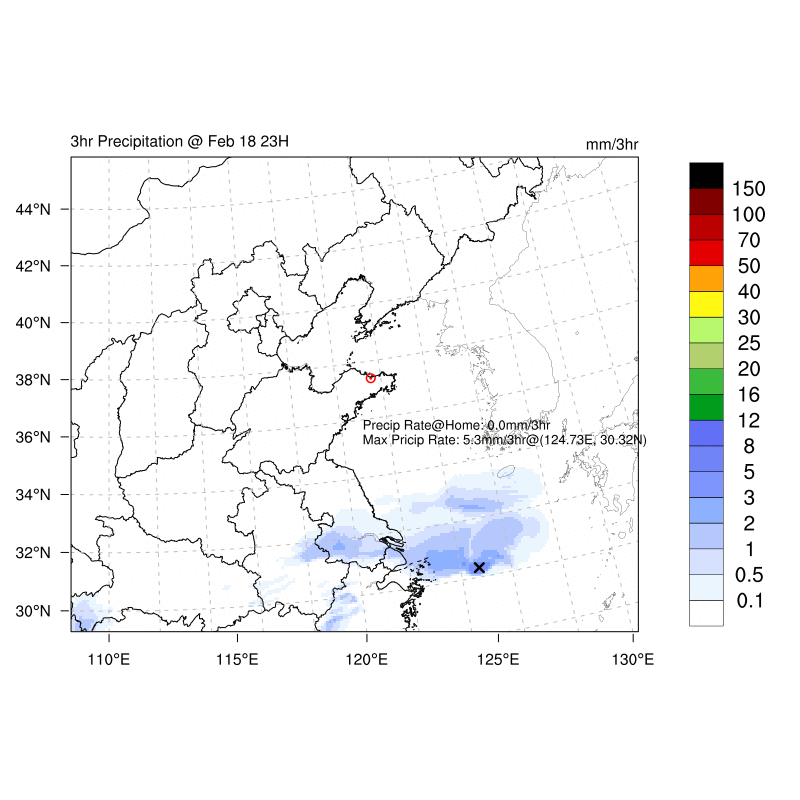 3hr Precipitation @ Feb 18 23H
mm/3hr
44°N
42°N
40°N
38°N
36°N
34°N
32°N
30°N
Precip Rate@Home: 0.0mm/3hr
Max Pricip Rate: 5.3mm/3hr@(124.73E, 30.32N)
110°E
115°E
120°E
125°E
130°E
150
100
70
50
40
30
25
20
16
12
8
5
3
2
1
0.5
0.1